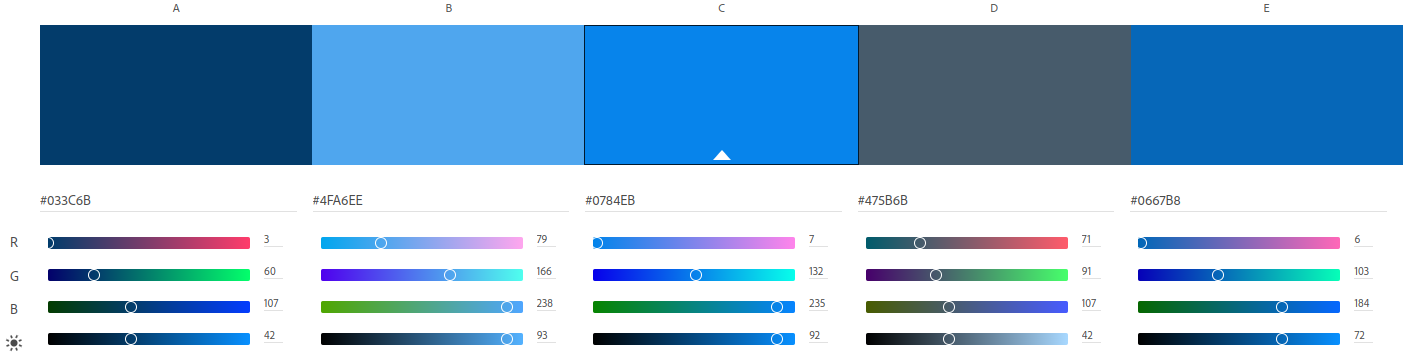 A B C D E
#033C6B #4FA6EE #0784EB #475B6B #0667B8
R 3 79 7 71 6
G 60 166 132 91 103
B 107 238 235 107 184
42 93 92 42 72